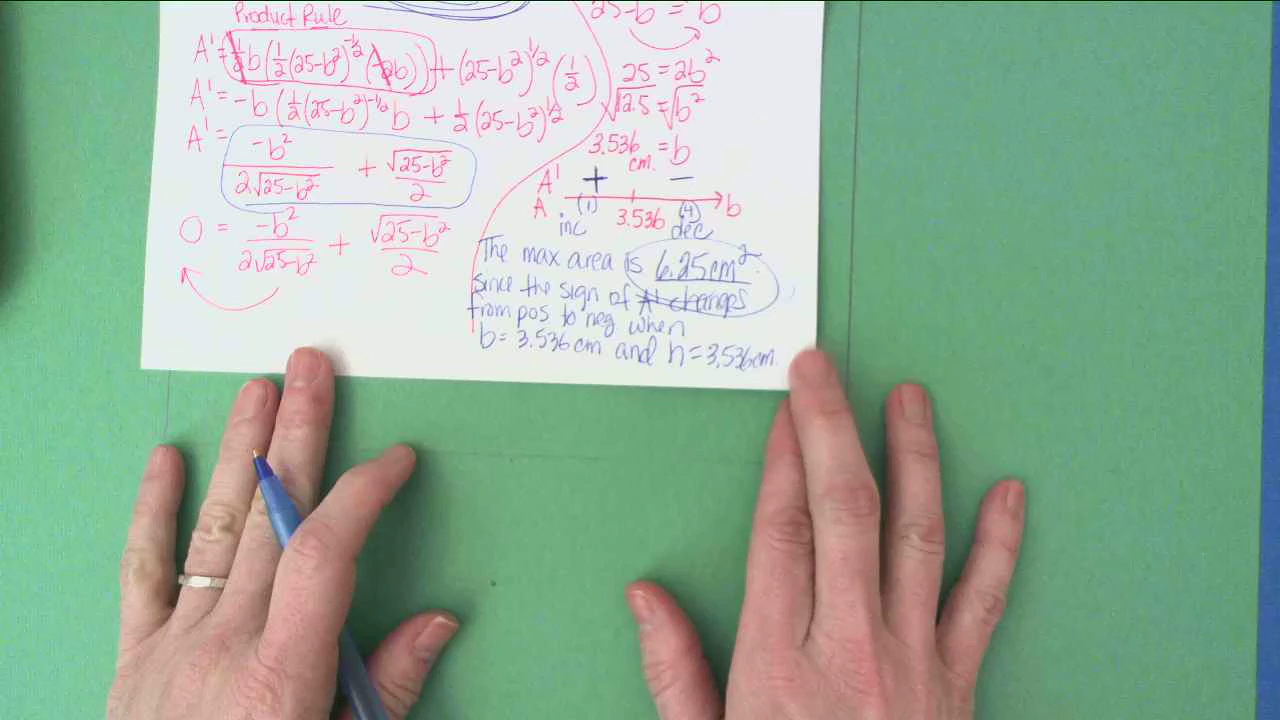 Product Rule
A' = ½b(½(25-b²)^-½(-2b)) + (25-b²)^½(½)
A' = -b(½(25-b²)^-½ b + ½(25-b²)^½
A' = -b²/2√25-b² + √25-b²/2
0 = -b²/2√25-b² + √25-b²/2
25-b² = b²
25 = 2b²
√12.5 = √b²
3.536 cm. = b
A' + −
A (1) 3.536 (4) b
inc dec
The max area is 6.25cm².
since the sign of A' changes
from pos to neg. when
b = 3.536 cm and h = 3.536cm.